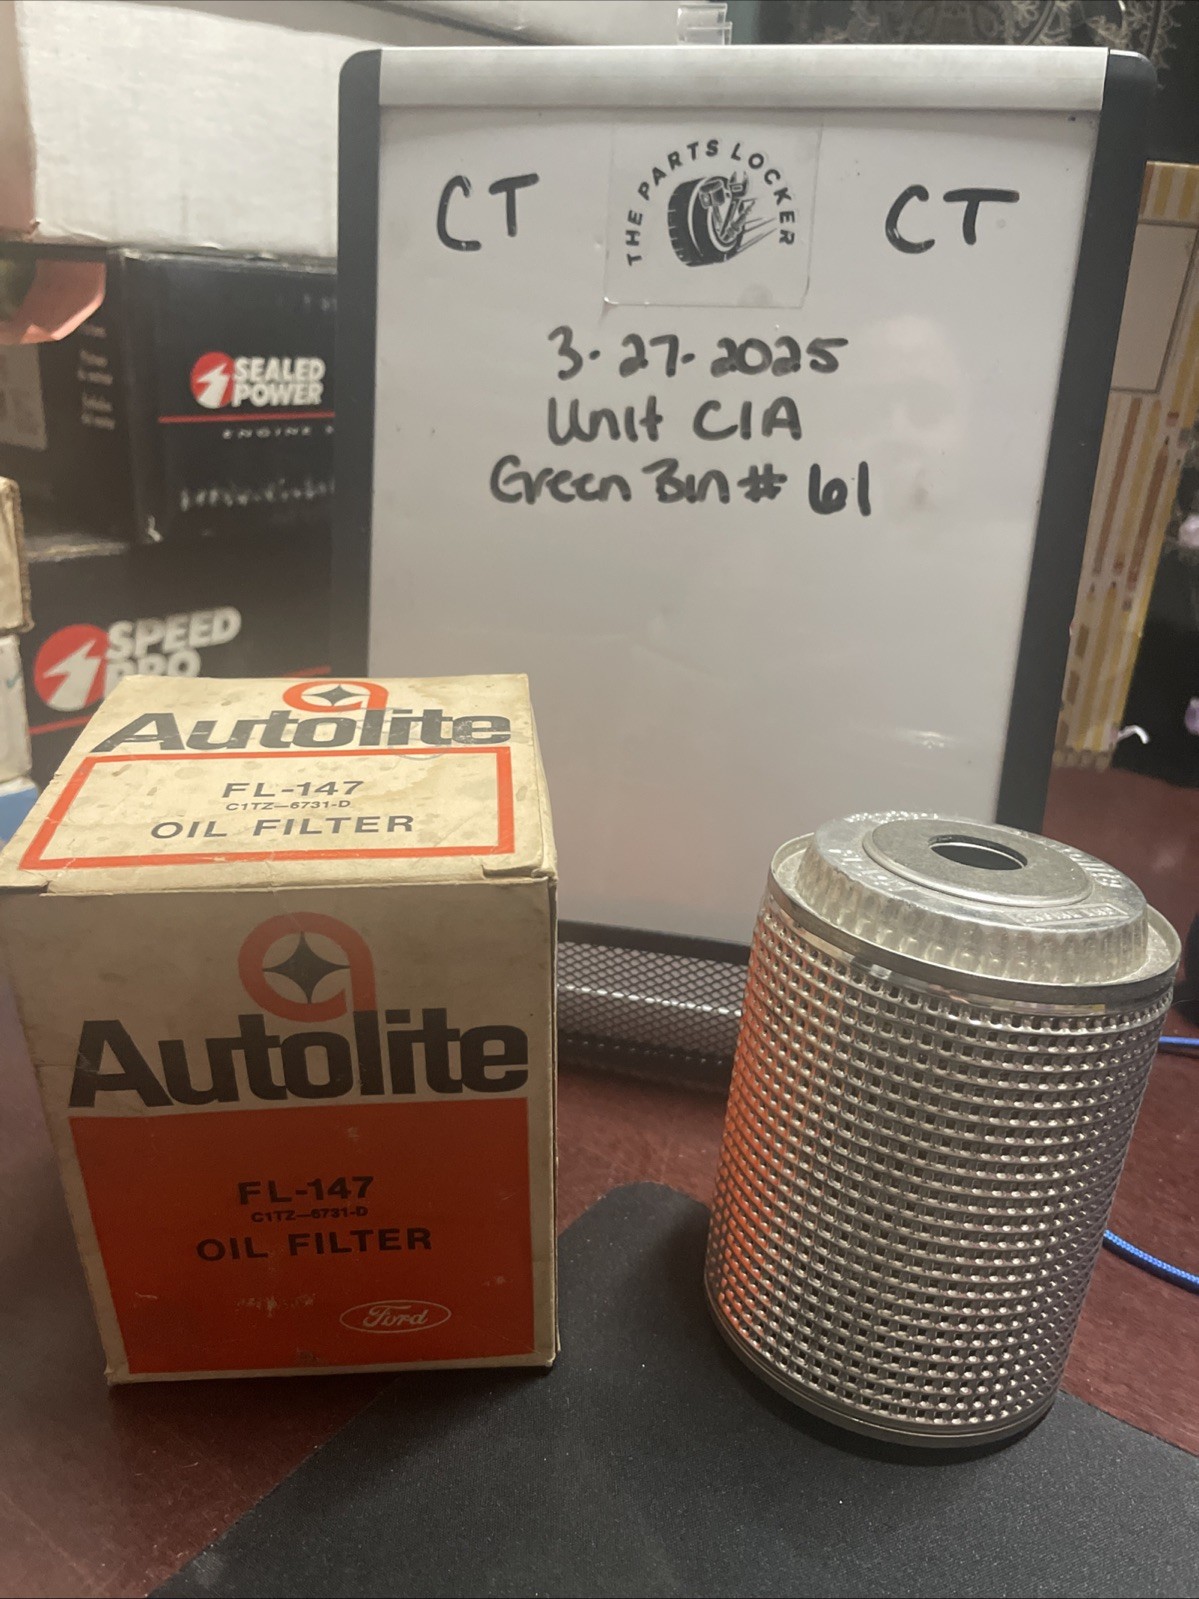 THE PARTS LOCKER
CT
CT
3-27-2025
Unit C1A
Green Bin # 61
SEALED
POWER
SPEED
PRO
Autolite
FL-147
C1TZ-6731-D
OIL FILTER
Autolite
FL-147
C1TZ-6731-D
OIL FILTER
Ford